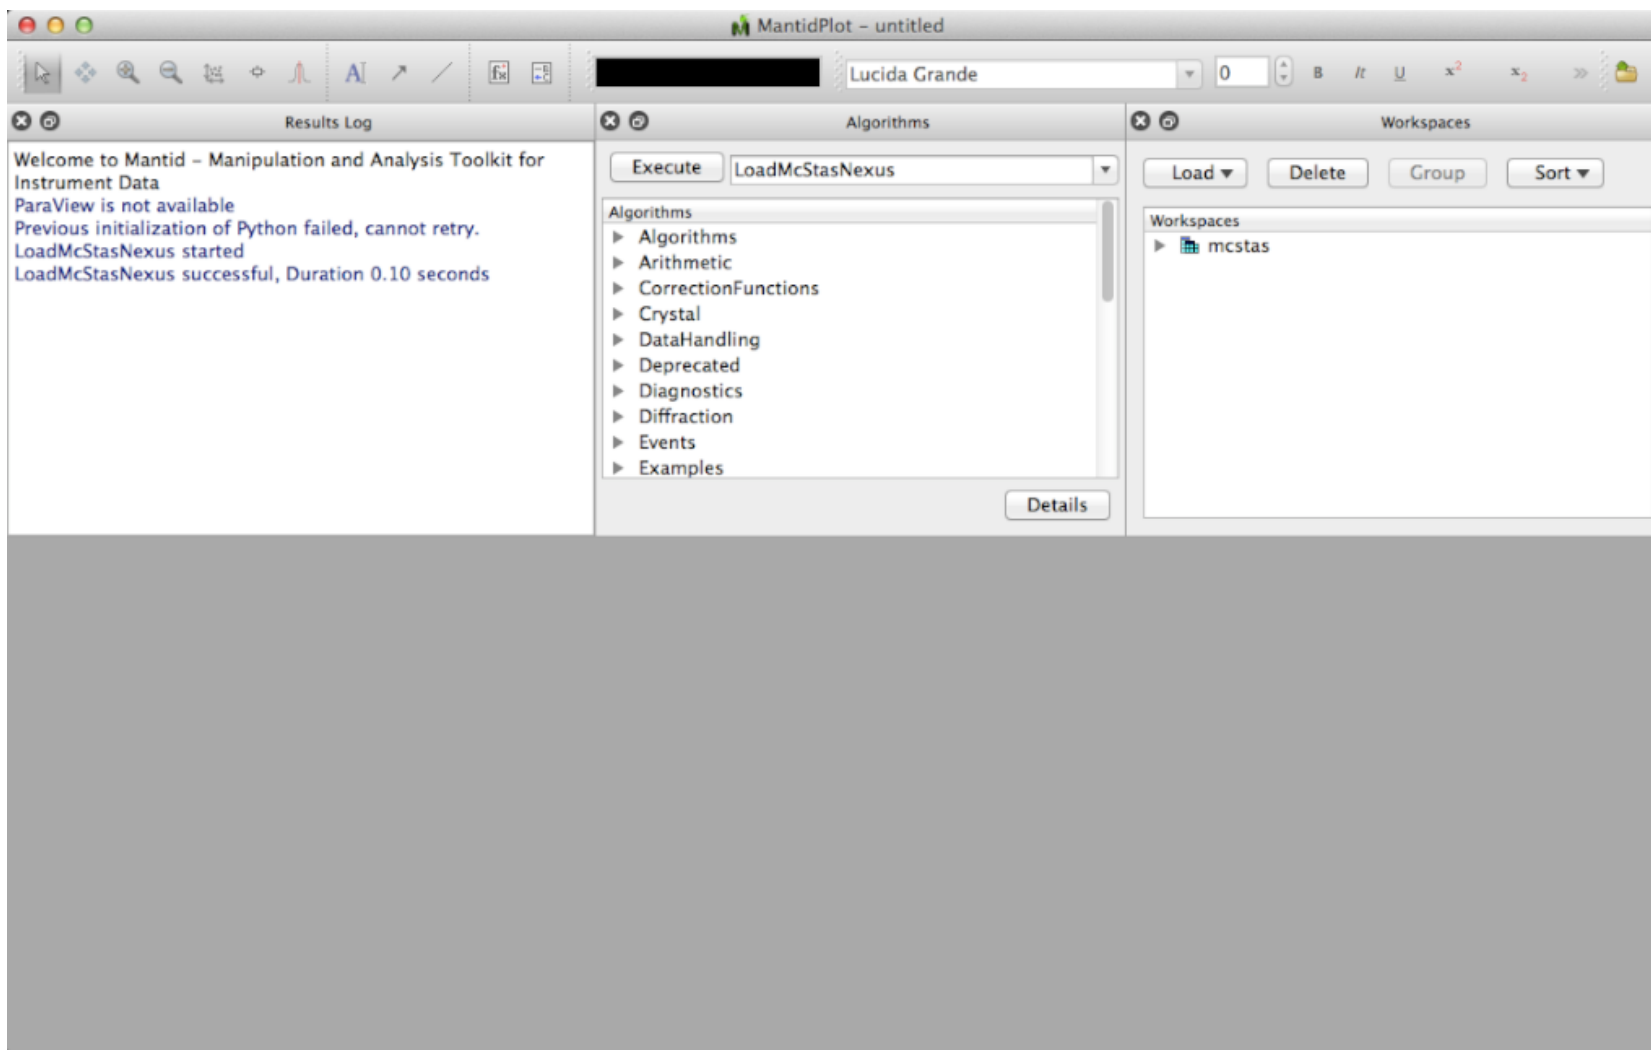 MantidPlot – untitled
Lucida Grande
0
B It U x² x₂
Results Log
Welcome to Mantid – Manipulation and Analysis Toolkit for
Instrument Data
ParaView is not available
Previous initialization of Python failed, cannot retry.
LoadMcStasNexus started
LoadMcStasNexus successful, Duration 0.10 seconds
Algorithms
Execute
LoadMcStasNexus
Algorithms
Algorithms
Arithmetic
CorrectionFunctions
Crystal
DataHandling
Deprecated
Diagnostics
Diffraction
Events
Examples
Details
Workspaces
Load Delete Group Sort
Workspaces
mcstas